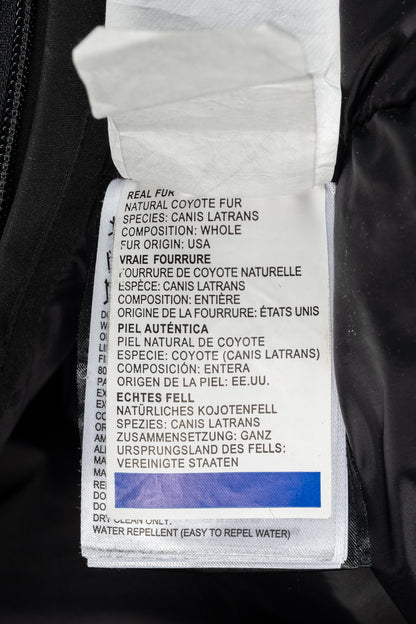 REAL FUR
NATURAL COYOTE FUR
SPECIES: CANIS LATRANS
COMPOSITION: WHOLE
FUR ORIGIN: USA
VRAIE FOURRURE
FOURRURE DE COYOTE NATURELLE
ESPÈCE: CANIS LATRANS
COMPOSITION: ENTIÈRE
ORIGINE DE LA FOURRURE: ÉTATS UNIS
PIEL AUTÉNTICA
PIEL NATURAL DE COYOTE
ESPECIE: COYOTE (CANIS LATRANS)
COMPOSICIÓN: ENTERA
ORIGEN DE LA PIEL: EE.UU.
ECHTES FELL
NATÜRLICHES KOJOTENFELL
SPEZIES: CANIS LATRANS
ZUSAMMENSETZUNG: GANZ
URSPRUNGSLAND DES FELLS:
VEREINIGTE STAATEN
DRY CLEAN ONLY.
WATER REPELLENT (EASY TO REPEL WATER)